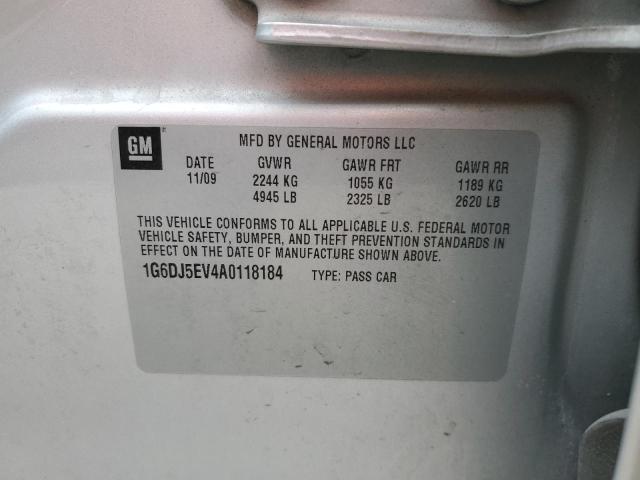 GM
MFD BY GENERAL MOTORS LLC
DATE GVWR GAWR FRT GAWR RR
11/09 2244 KG 1055 KG 1189 KG
4945 LB 2325 LB 2620 LB
THIS VEHICLE CONFORMS TO ALL APPLICABLE U.S. FEDERAL MOTOR
VEHICLE SAFETY, BUMPER, AND THEFT PREVENTION STANDARDS IN
EFFECT ON THE DATE OF MANUFACTURE SHOWN ABOVE.
1G6DJ5EV4A0118184 TYPE: PASS CAR